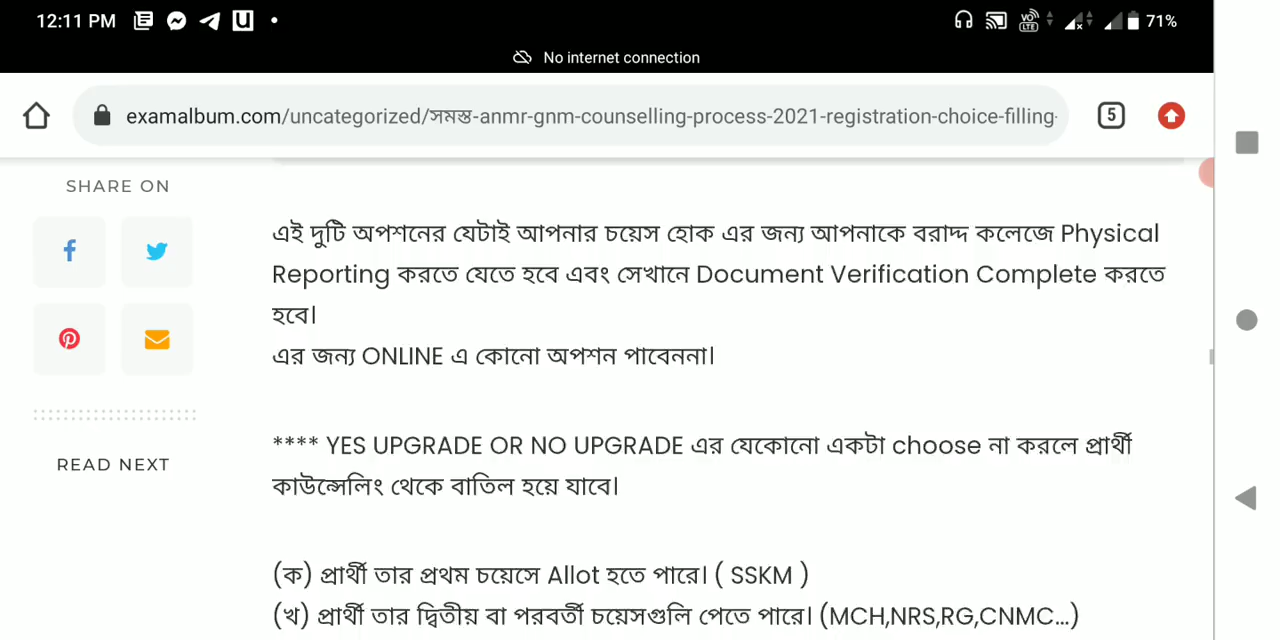 12:11 PM 71%
No internet connection
examalbum.com/uncategorized/সমস্ত-anmr-gnm-counselling-process-2021-registration-choice-filling-
5
SHARE ON
এই দুটি অপশনের যেটাই আপনার চয়েস হোক এর জন্য আপনাকে বরাদ্দ কলেজে Physical
Reporting করতে যেতে হবে এবং সেখানে Document Verification Complete করতে
হবে।
এর জন্য ONLINE এ কোনো অপশন পাবেননা।
READ NEXT
**** YES UPGRADE OR NO UPGRADE এর যেকোনো একটা choose না করলে প্রার্থী
কাউন্সেলিং থেকে বাতিল হয়ে যাবে।
(ক) প্রার্থী তার প্রথম চয়েসে Allot হতে পারে। ( SSKM )
(খ) প্রার্থী তার দ্বিতীয় বা পরবর্তী চয়েসগুলি পেতে পারে। (MCH,NRS,RG,CNMC...)